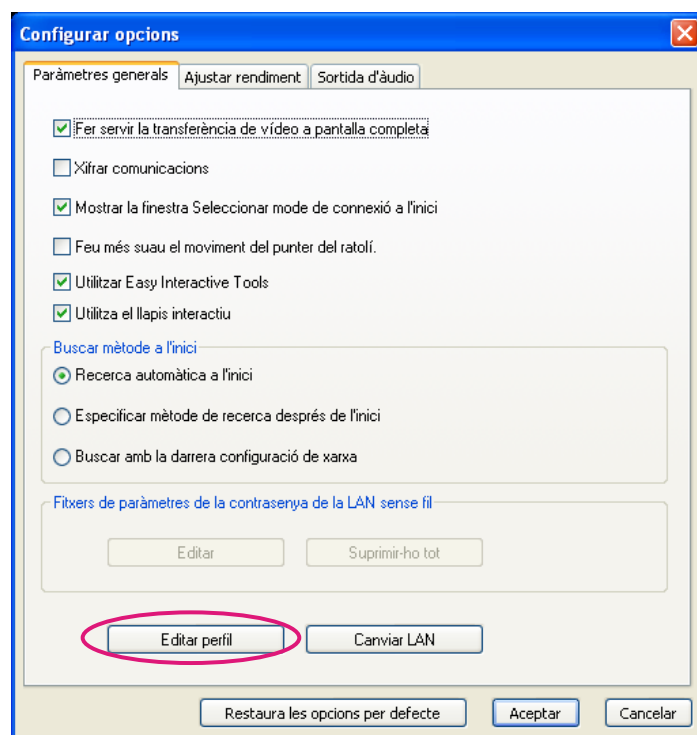 Configurar opcions
Paràmetres generals Ajustar rendiment Sortida d'àudio
Fer servir la transferència de vídeo a pantalla completa
Xifrar comunicacions
Mostrar la finestra Seleccionar mode de connexió a l'inici
Feu més suau el moviment del punter del ratolí.
Utilitzar Easy Interactive Tools
Utilitza el llapis interactiu
Buscar mètode a l'inici
Recerca automàtica a l'inici
Especificar mètode de recerca després de l'inici
Buscar amb la darrera configuració de xarxa
Fitxers de paràmetres de la contrasenya de la LAN sense fil
Editar Suprimir-ho tot
Editar perfil Canviar LAN
Restaura les opcions per defecte Aceptar Cancelar